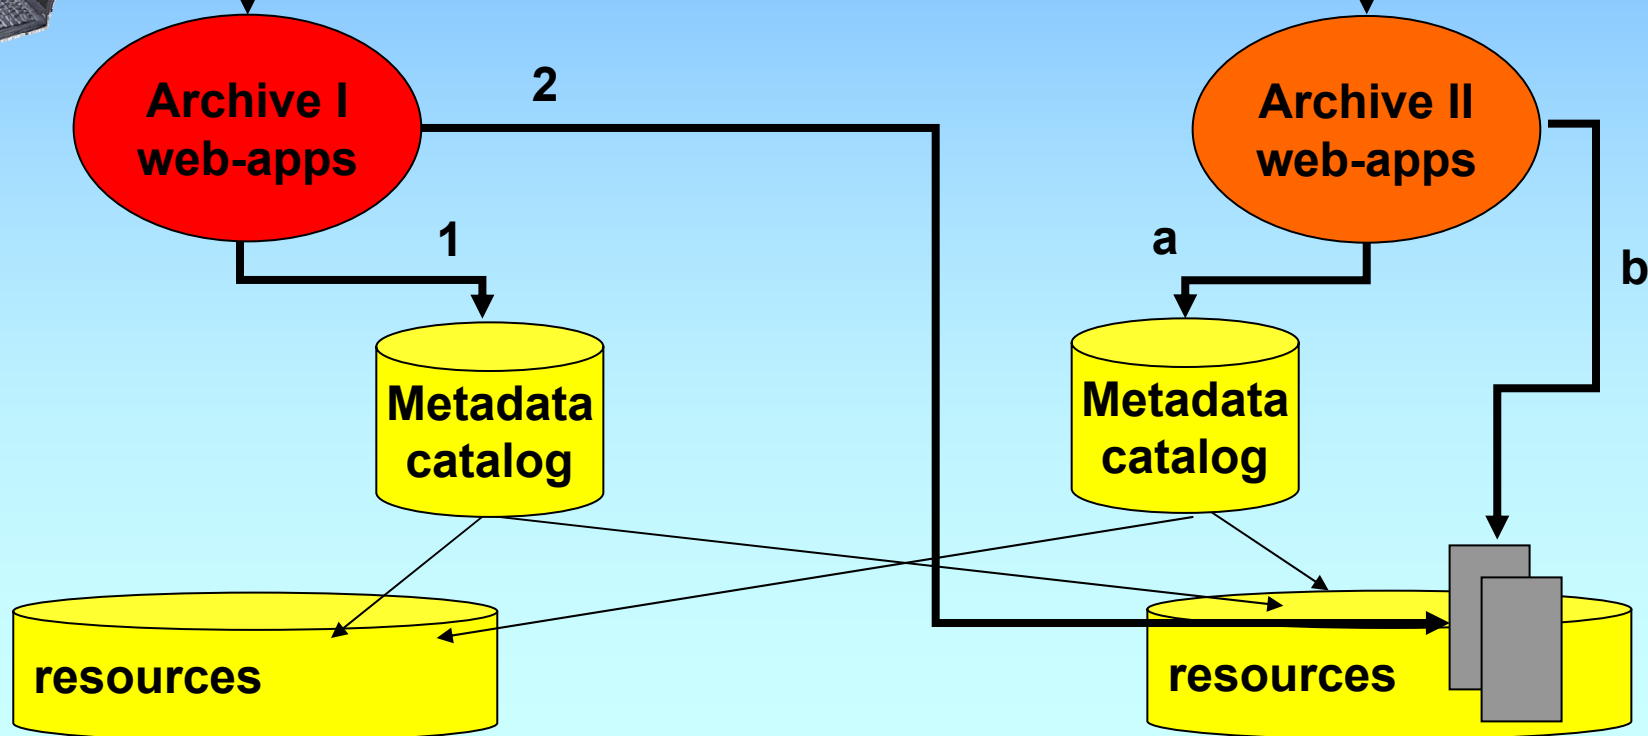 Archive I
web-apps
2
Archive II
web-apps
1
a
b
Metadata
catalog
Metadata
catalog
resources
resources